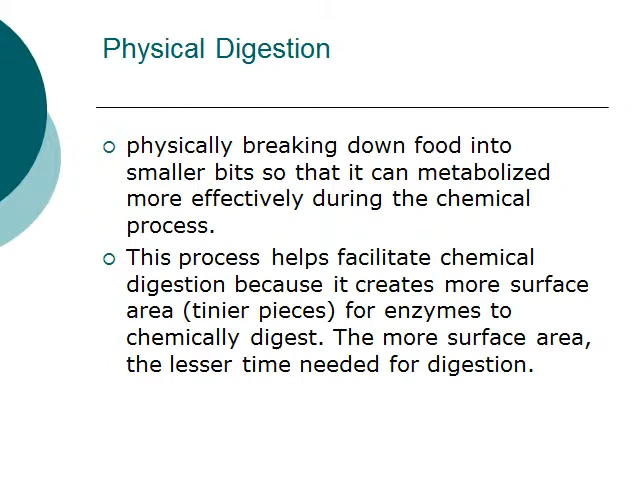 Physical Digestion
physically breaking down food into
smaller bits so that it can metabolized
more effectively during the chemical
process.
This process helps facilitate chemical
digestion because it creates more surface
area (tinier pieces) for enzymes to
chemically digest. The more surface area,
the lesser time needed for digestion.